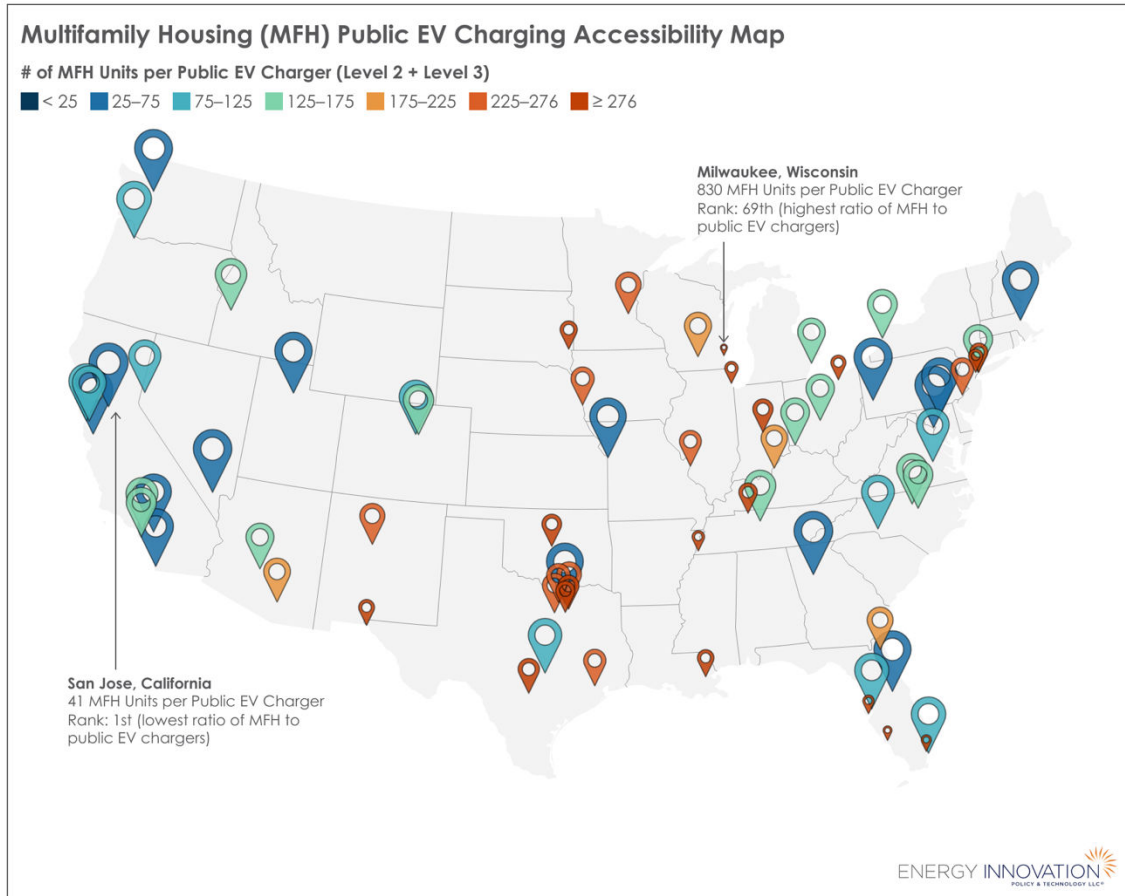 Multifamily Housing (MFH) Public EV Charging Accessibility Map
# of MFH Units per Public EV Charger (Level 2 + Level 3)
< 25 25–75 75–125 125–175 175–225 225–276 ≥ 276
Milwaukee, Wisconsin
830 MFH Units per Public EV Charger
Rank: 69th (highest ratio of MFH to
public EV chargers)
San Jose, California
41 MFH Units per Public EV Charger
Rank: 1st (lowest ratio of MFH to
public EV chargers)
ENERGY INNOVATION
POLICY & TECHNOLOGY LLC®